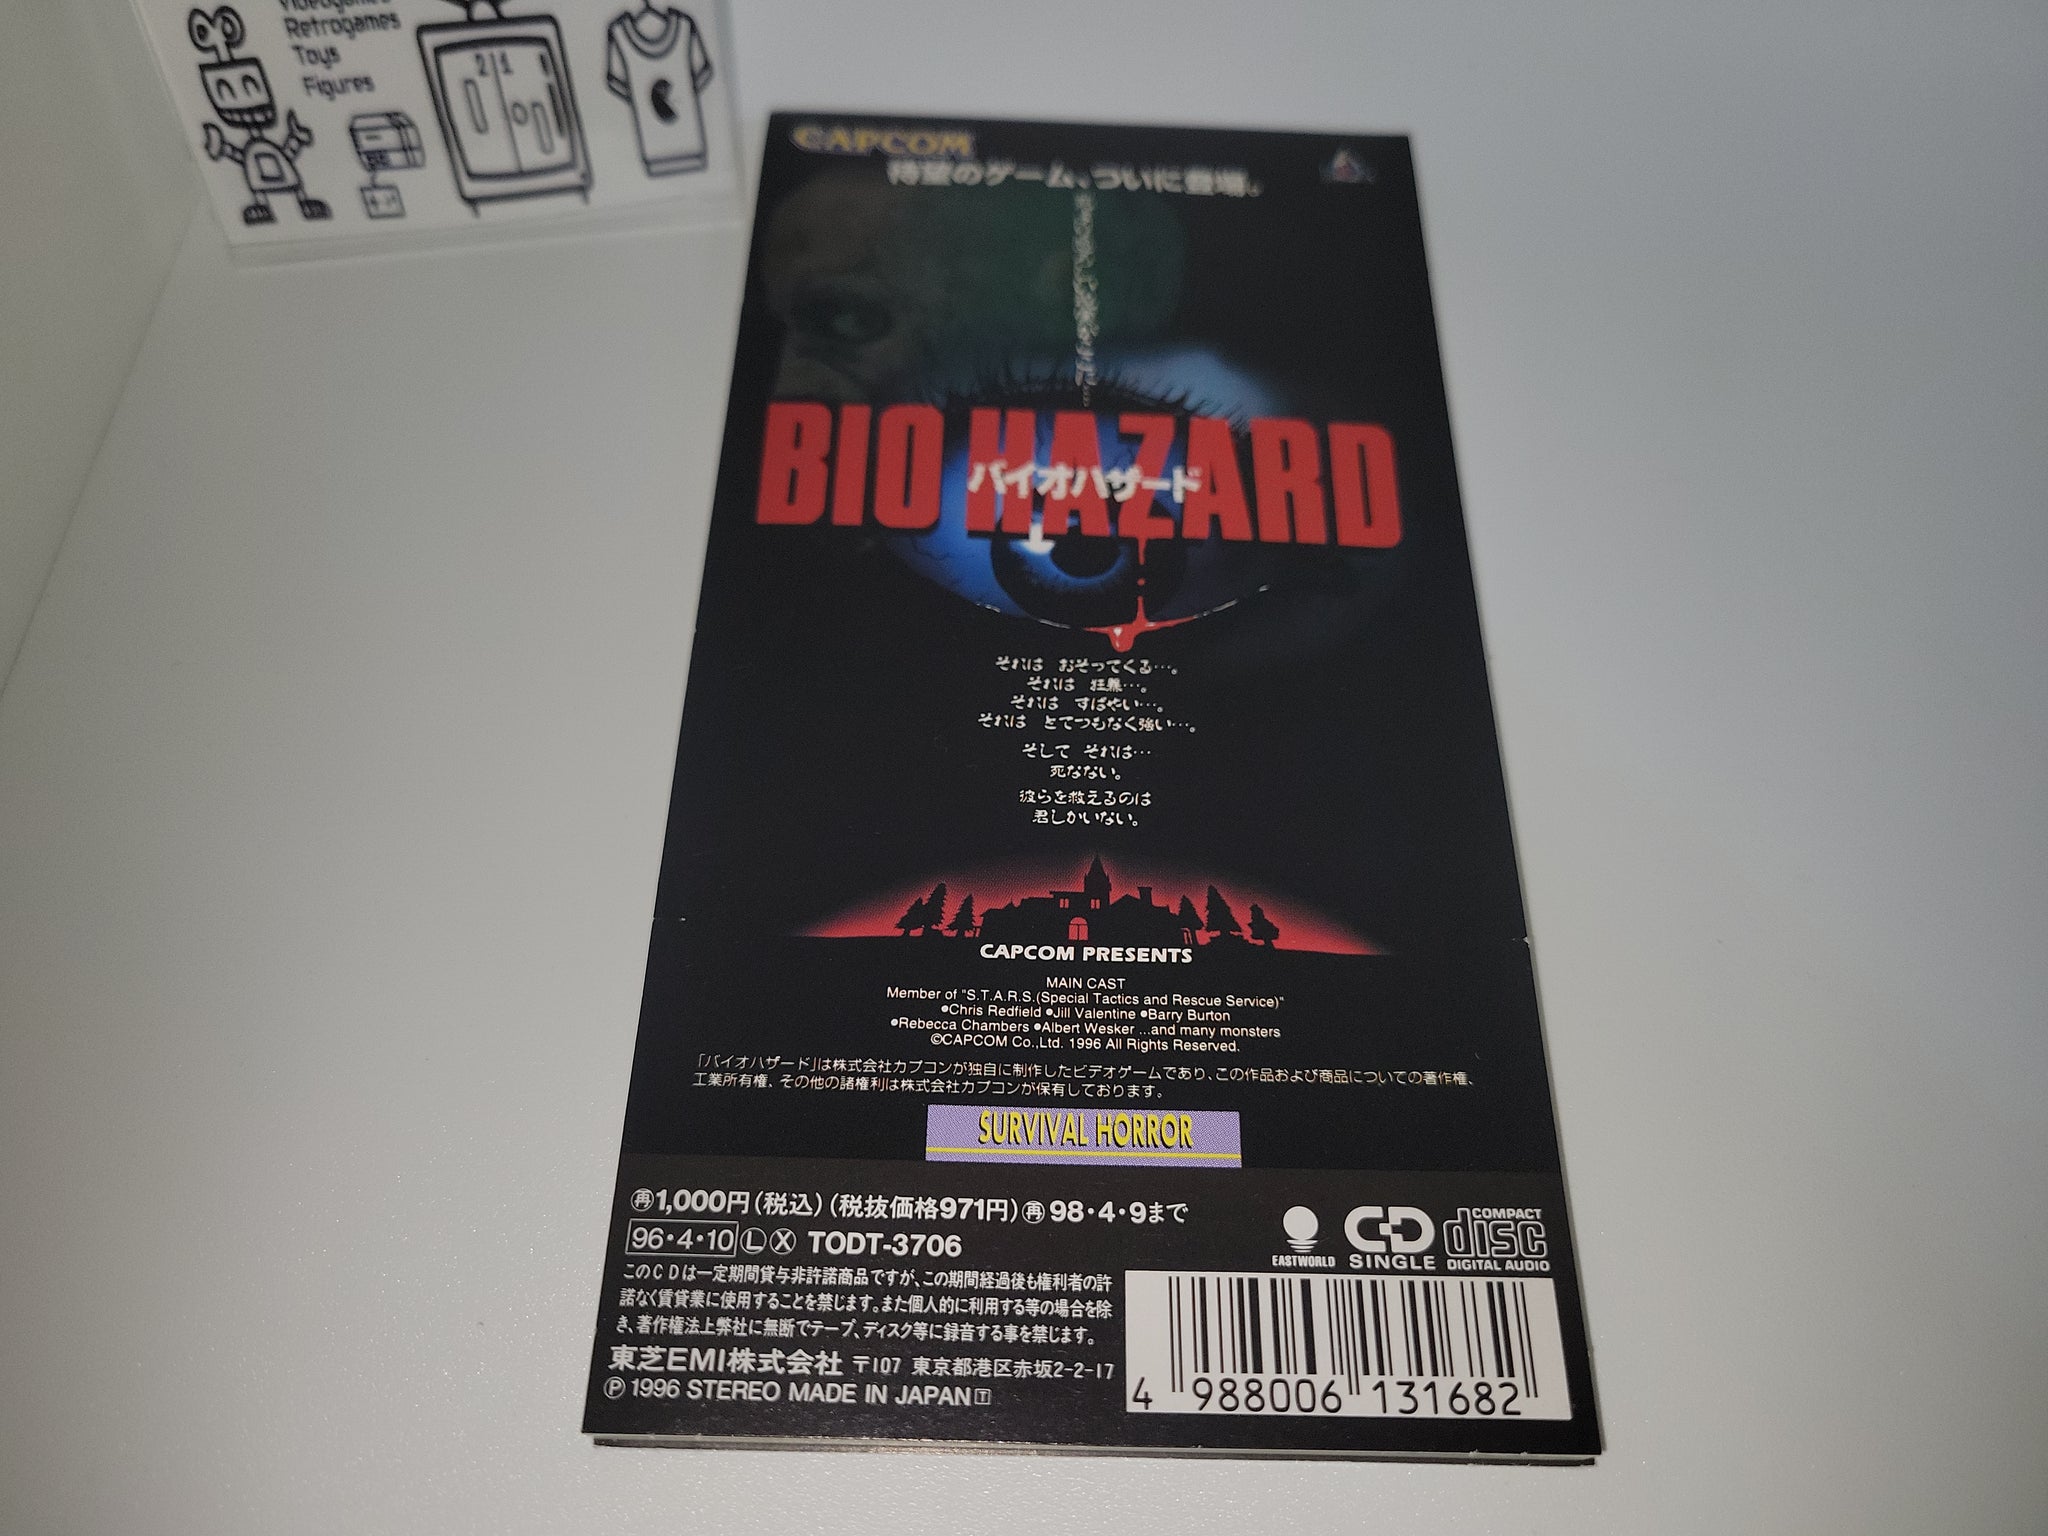 Retrogames
Toys
Figures
21
CAPCOM
待望のゲーム、ついに登場。
BIO HAZARD
バイオハザード
それは おそってくる…。
それは 狂暴…。
それは すばやい…。
それは とてつもなく強い…。
そして それは…
死なない。
彼らを救えるのは
君しかいない。
CAPCOM PRESENTS
MAIN CAST
Member of "S.T.A.R.S.(Special Tactics and Rescue Service)"
●Chris Redfield ●Jill Valentine ●Barry Burton
●Rebecca Chambers ●Albert Wesker ...and many monsters
©CAPCOM Co.,Ltd. 1996 All Rights Reserved.
「バイオハザード」は株式会社カプコンが独自に制作したビデオゲームであり、この作品および商品についての著作権、
工業所有権、その他の諸権利は株式会社カプコンが保有しております。
SURVIVAL HORROR
㊢1,000円(税込)(税抜価格971円)再98・4・9まで
96・4・10 Ⓛ Ⓧ TODT-3706
EASTWORLD
CD SINGLE
COMPACT disc DIGITAL AUDIO
このCDは一定期間貸与非許諾商品ですが、この期間経過後も権利者の許
諾なく賃貸業に使用することを禁じます。また個人的に利用する等の場合を除
き、著作権法上弊社に無断でテープ、ディスク等に録音する事を禁じます。
東芝EMI株式会社 〒107 東京都港区赤坂2-2-17
Ⓟ 1996 STEREO MADE IN JAPAN T
4 988006 131682